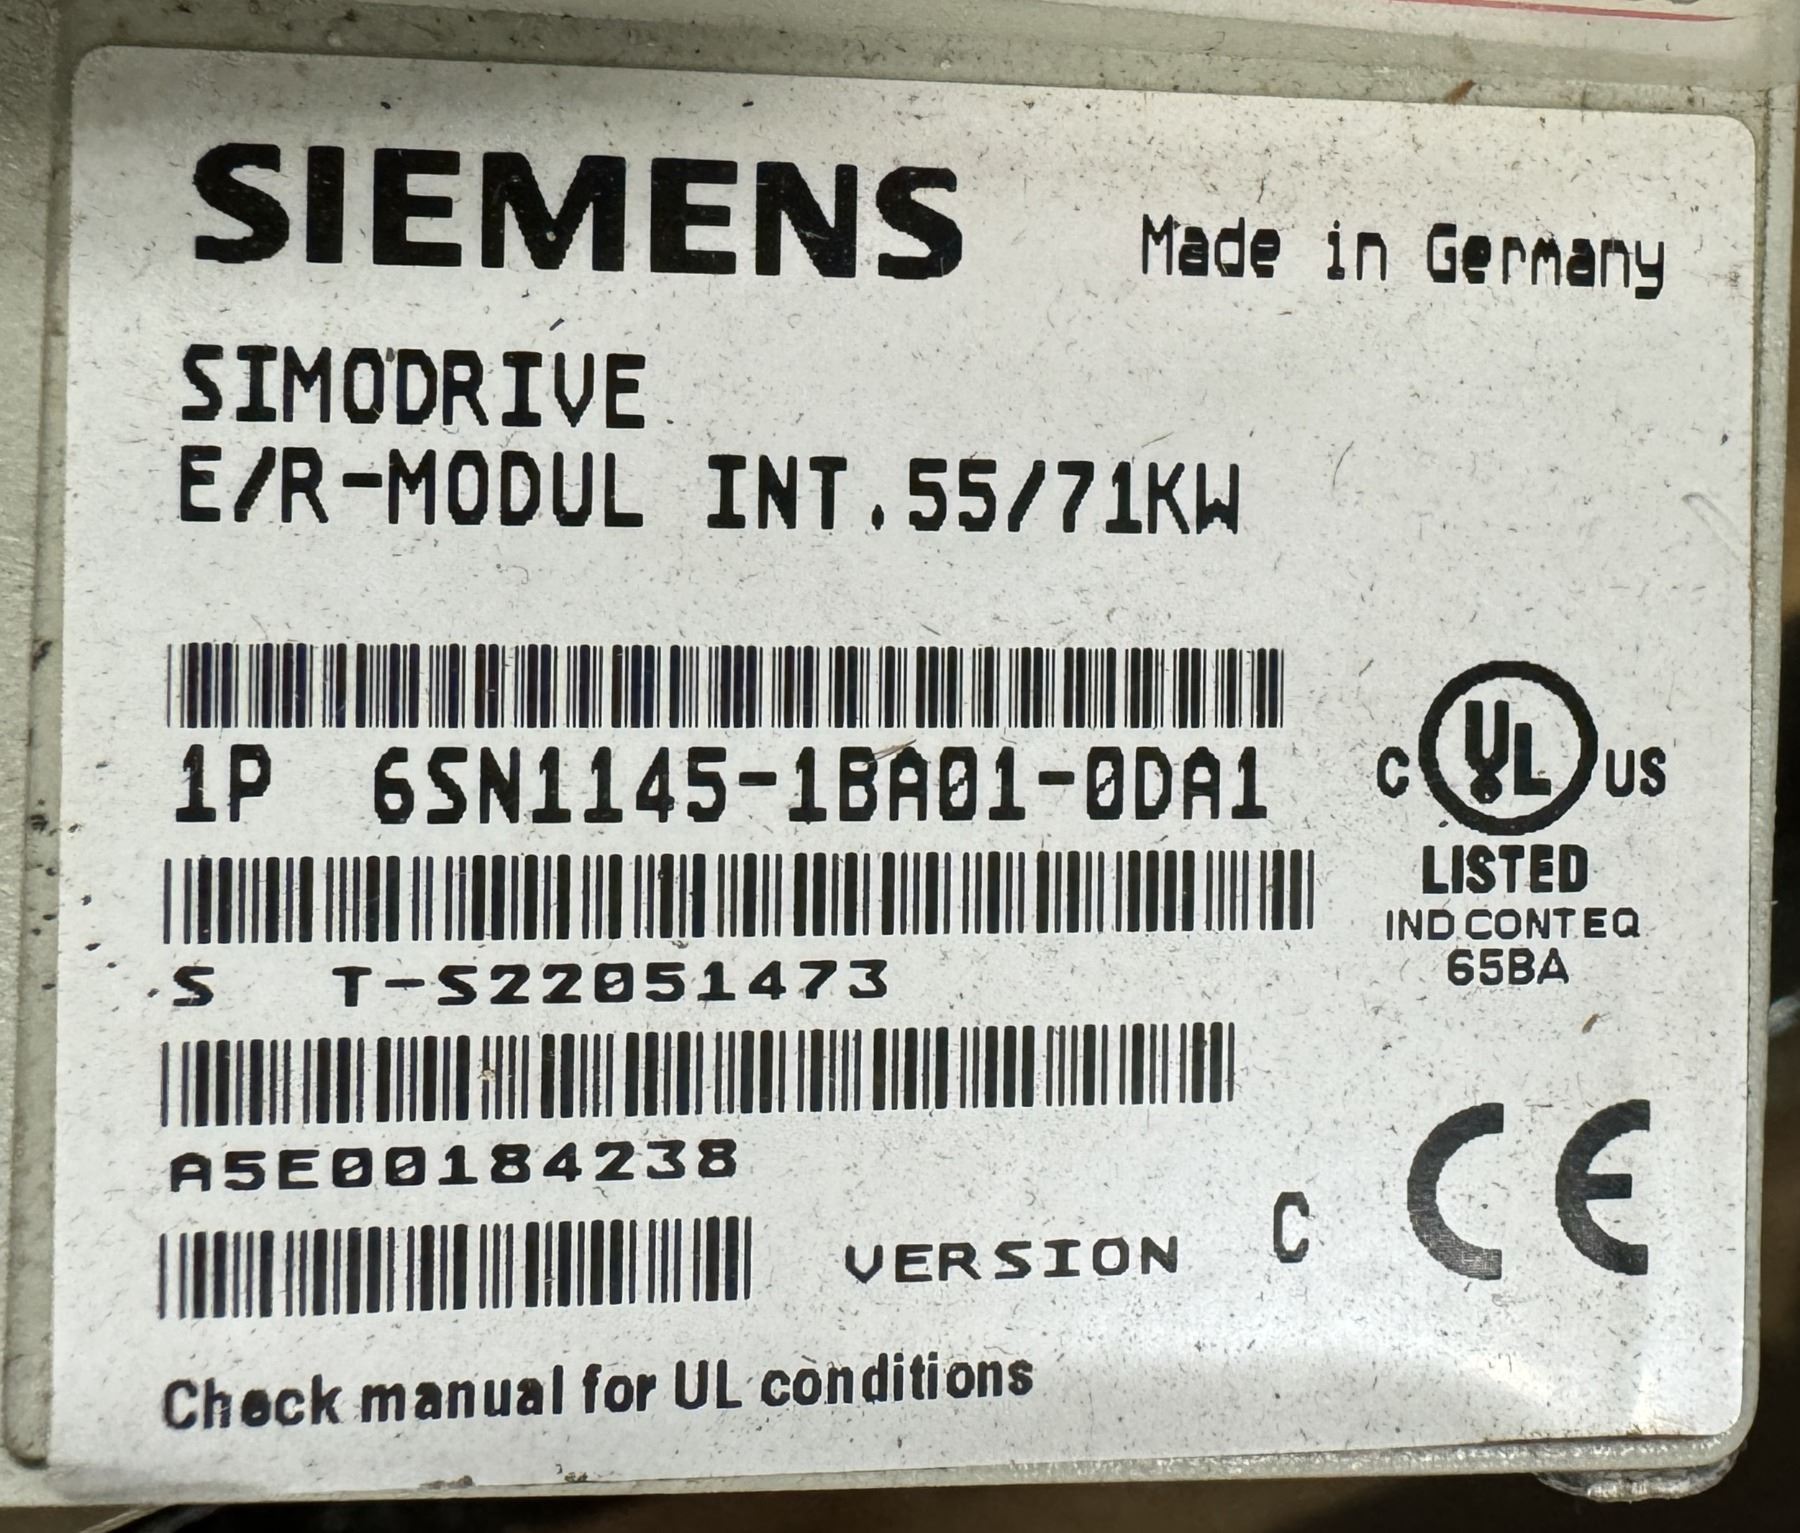 SIEMENS
Made in Germany
SIMODRIVE
E/R-MODUL INT.55/71KW
1P 6SN1145-1BA01-0DA1
C UL US
LISTED
IND CONT EQ
65BA
S T-S22051473
A5E00184238
VERSION C
CE
Check manual for UL conditions